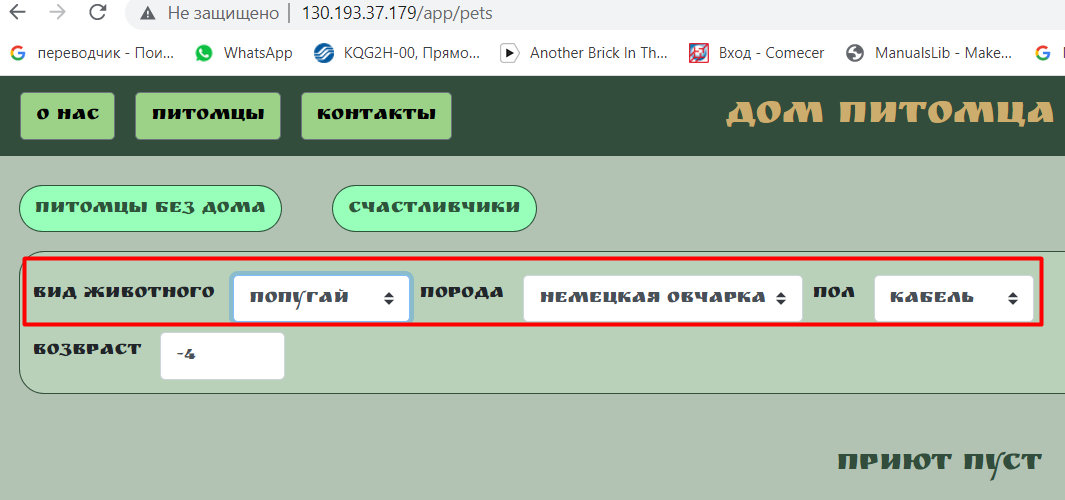 Не защищено | 130.193.37.179/app/pets
переводчик - Пои... WhatsApp KQG2H-00, Прямо... Another Brick In Th... Вход - Comecer ManualsLib - Make...
о нас питомцы контакты дом питомца
питомцы без дома счастливчики
вид животного попугай порода немецкая овчарка пол кабель
возвраст -4
приют пуст